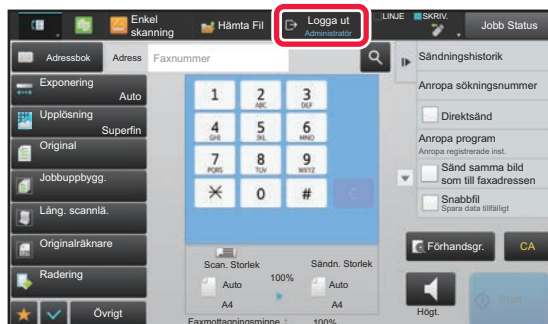 Enkel
skanning
Hämta Fil
Logga ut
Administratör
LINJE
SKRIV.
Jobb Status
Adressbok
Adress
Faxnummer
Sändningshistorik
Exponering
Auto
Anropa sökningsnummer
Upplösning
Superfin
Direktsänd
Original
Anropa program
Anropa registrerade inst.
Jobbuppbygg.
Sänd samma bild
som till faxadressen
Lång. scannlä.
Snabbfil
Spara data tillfälligt
Originalräknare
Radering
Övrigt
1
2
ABC
3
DEF
4
GHI
5
JKL
6
MNO
7
PQRS
8
TUV
9
WXYZ
0
#
C
Scan. Storlek
Sändn. Storlek
100%
Auto
A4
Auto
A4
Faxmottagningsminne :
100%
Förhandsgr.
CA
Högt.
Start